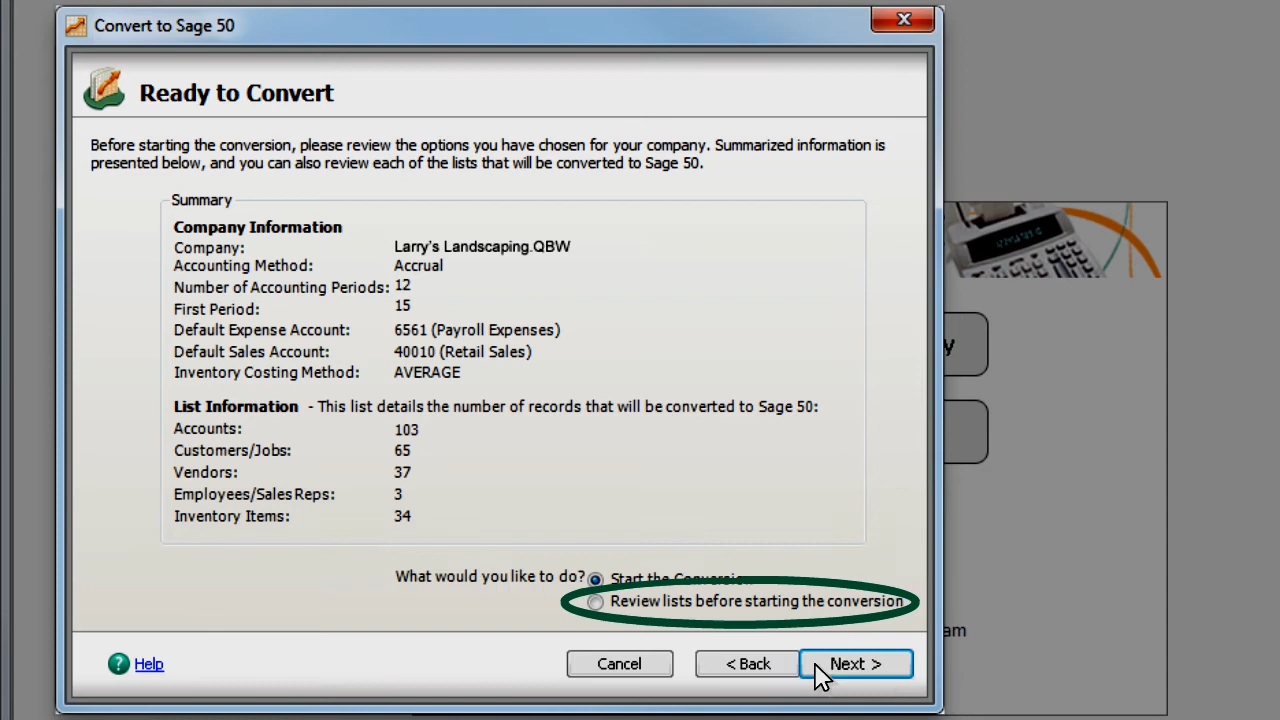 Convert to Sage 50
Ready to Convert
Before starting the conversion, please review the options you have chosen for your company. Summarized information is
presented below, and you can also review each of the lists that will be converted to Sage 50.
Summary
Company Information
Company: Larry's Landscaping.QBW
Accounting Method: Accrual
Number of Accounting Periods: 12
First Period: 15
Default Expense Account: 6561 (Payroll Expenses)
Default Sales Account: 40010 (Retail Sales)
Inventory Costing Method: AVERAGE
List Information - This list details the number of records that will be converted to Sage 50:
Accounts: 103
Customers/Jobs: 65
Vendors: 37
Employees/Sales Reps: 3
Inventory Items: 34
What would you like to do? Start the Conversion
Review lists before starting the conversion
? Help
Cancel
< Back
Next >
y
am